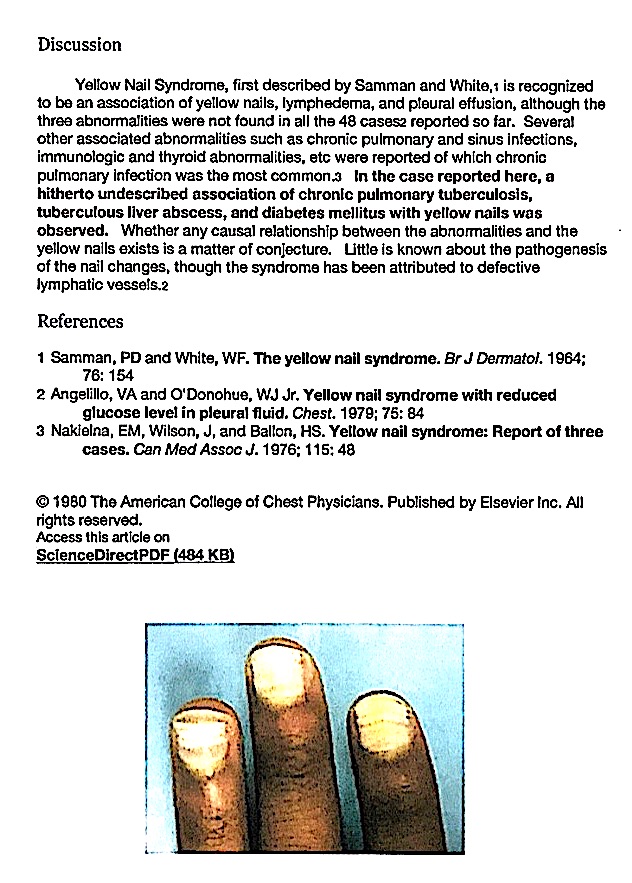 Discussion
Yellow Nail Syndrome, first described by Samman and White,1 is recognized
to be an association of yellow nails, lymphedema, and pleural effusion, although the
three abnormalities were not found in all the 48 cases2 reported so far. Several
other associated abnormalities such as chronic pulmonary and sinus infections,
immunologic and thyroid abnormalities, etc were reported of which chronic
pulmonary infection was the most common.3 In the case reported here, a
hitherto undescribed association of chronic pulmonary tuberculosis,
tuberculous liver abscess, and diabetes mellitus with yellow nails was
observed. Whether any causal relationship between the abnormalities and the
yellow nails exists is a matter of conjecture. Little is known about the pathogenesis
of the nail changes, though the syndrome has been attributed to defective
lymphatic vessels.2
References
1 Samman, PD and White, WF. The yellow nail syndrome. Br J Dermatol. 1964;
76: 154
2 Angelillo, VA and O'Donohue, WJ Jr. Yellow nail syndrome with reduced
glucose level in pleural fluid. Chest. 1979; 75: 84
3 Nakielna, EM, Wilson, J, and Ballon, HS. Yellow nail syndrome: Report of three
cases. Can Med Assoc J. 1976; 115: 48
© 1980 The American College of Chest Physicians. Published by Elsevier Inc. All
rights reserved.
Access this article on
ScienceDirectPDF (484 KB)